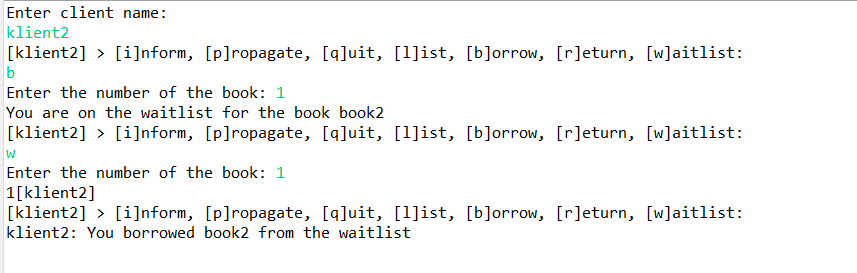 Enter client name:
klient2
[klient2] > [i]nform, [p]ropagate, [q]uit, [l]ist, [b]orrow, [r]eturn, [w]aitlist:
b
Enter the number of the book: 1
You are on the waitlist for the book book2
[klient2] > [i]nform, [p]ropagate, [q]uit, [l]ist, [b]orrow, [r]eturn, [w]aitlist:
w
Enter the number of the book: 1
1[klient2]
[klient2] > [i]nform, [p]ropagate, [q]uit, [l]ist, [b]orrow, [r]eturn, [w]aitlist:
klient2: You borrowed book2 from the waitlist